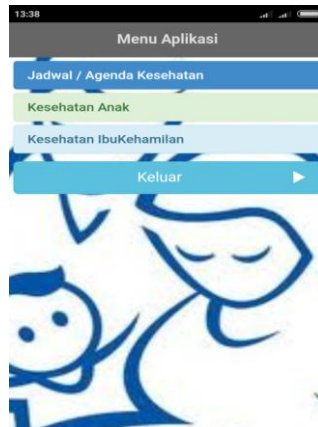 13:38
Menu Aplikasi
Jadwal / Agenda Kesehatan
Kesehatan Anak
Kesehatan IbuKehamilan
Keluar